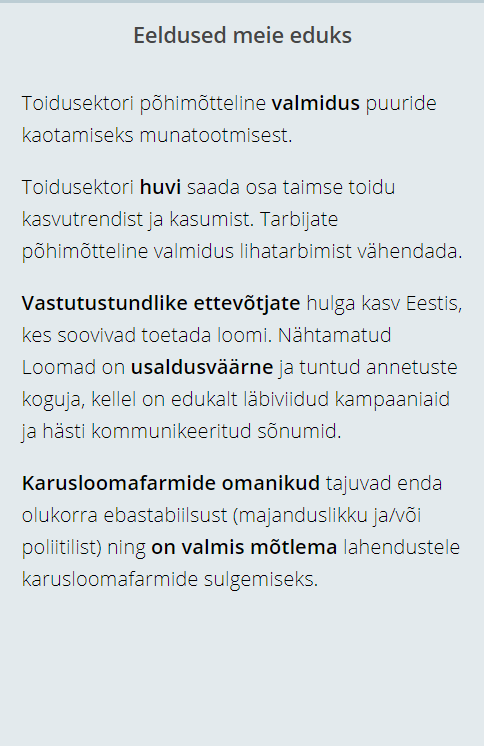 Eeldused meie eduks
Toidusektori põhimõtteline valmidus puuride
kaotamiseks munatootmisest.
Toidusektori huvi saada osa taimse toidu
kasvutrendist ja kasumist. Tarbijate
põhimõtteline valmidus lihatarbimist vähendada.
Vastutustundlike ettevõtjate hulga kasv Eestis,
kes soovivad toetada loomi. Nähtamatud
Loomad on usaldusväärne ja tuntud annetuste
koguja, kellel on edukalt läbiviidud kampaaniaid
ja hästi kommunikeeritud sõnumid.
Karusloomafarmide omanikud tajuvad enda
olukorra ebastabiilsust (majanduslikku ja/või
poliitilist) ning on valmis mõtlema lahendustele
karusloomafarmide sulgemiseks.